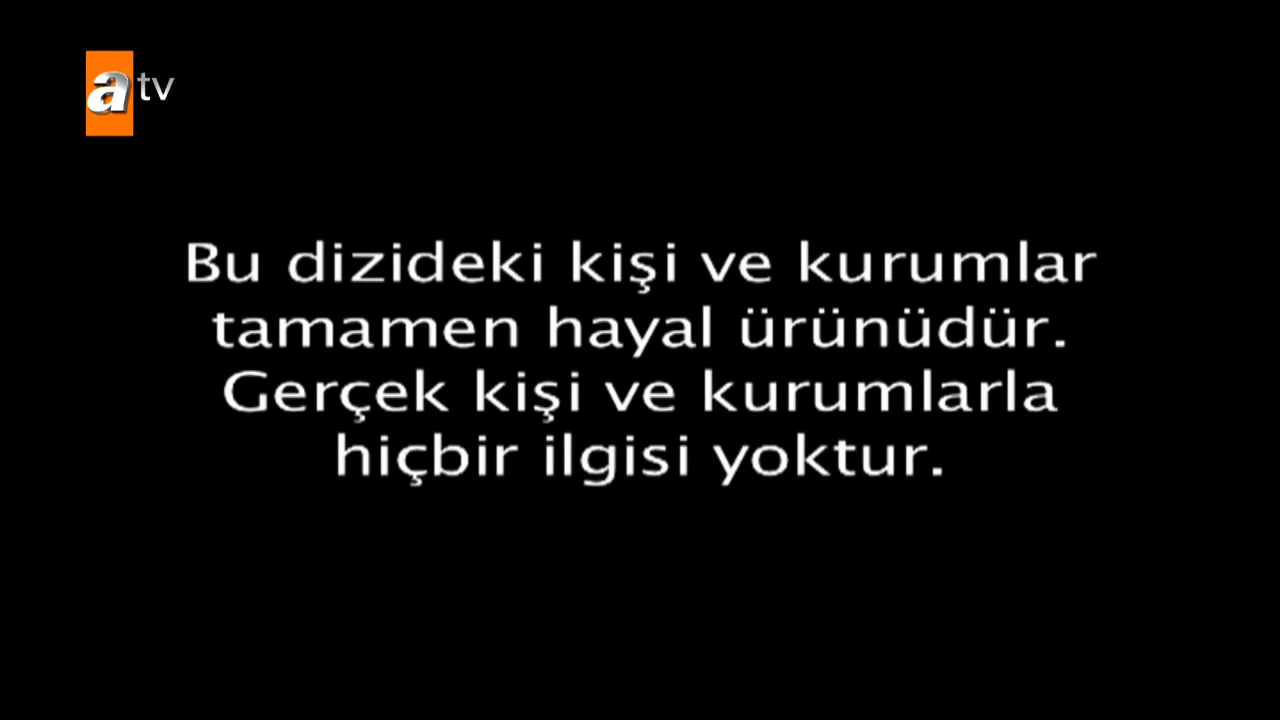 atv
Bu dizideki kişi ve kurumlar
tamamen hayal ürünüdür.
Gerçek kişi ve kurumlarla
hiçbir ilgisi yoktur.